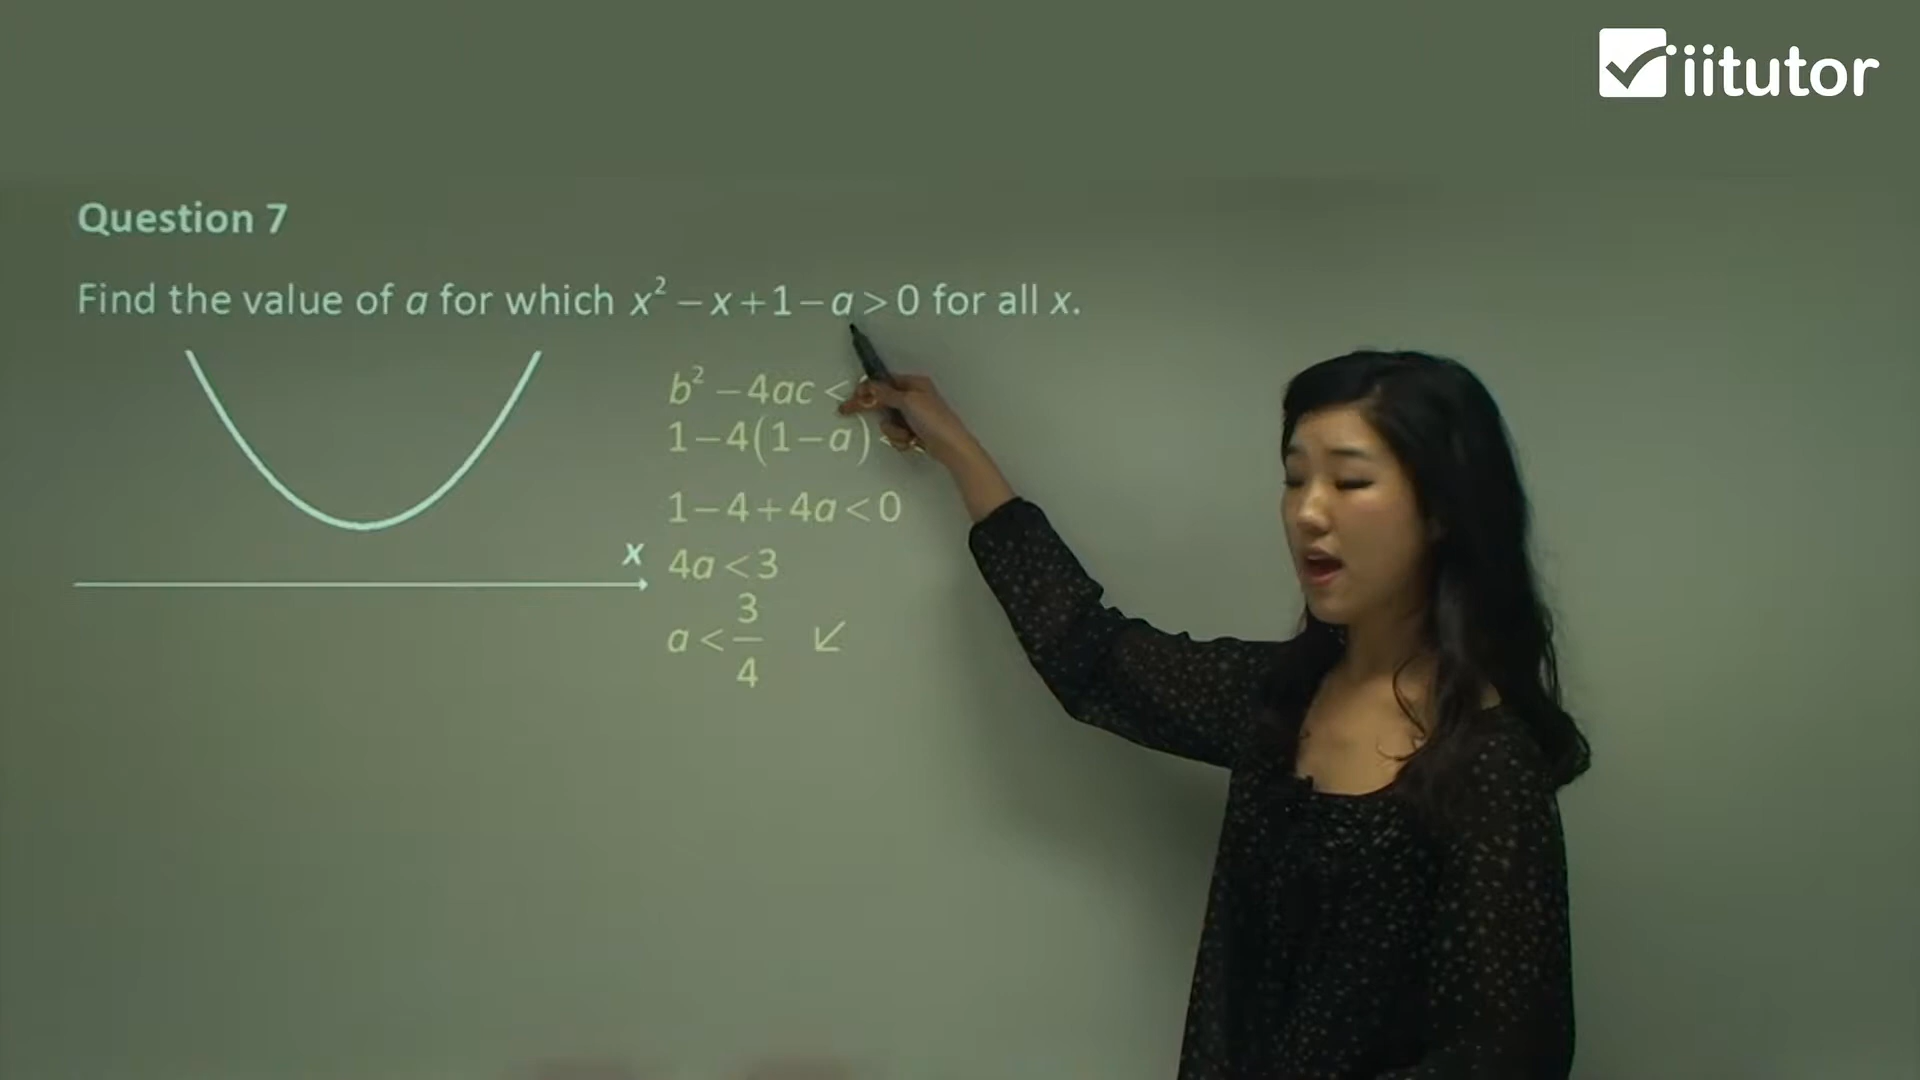 iitutor
Question 7
Find the value of a for which x² – x + 1 – a > 0 for all x.
b² – 4ac <
1 – 4(1 – a)
1 – 4 + 4a < 0
x
4a < 3
a < 3/4 ↙